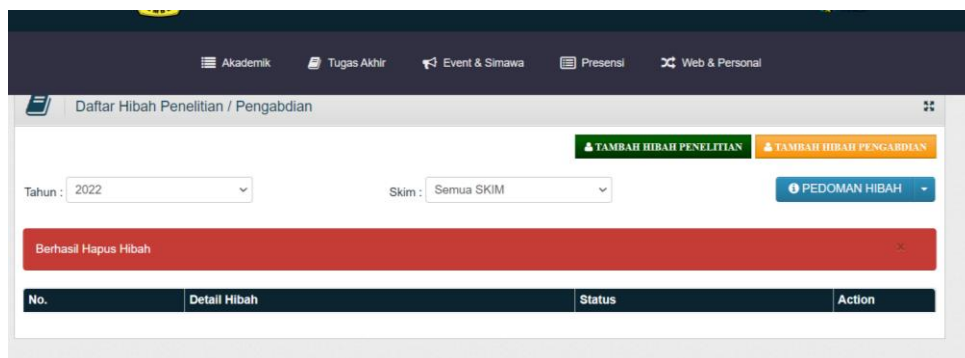 Akademik Tugas Akhir Event & Simawa Presensi Web & Personal
Daftar Hibah Penelitian / Pengabdian
TAMBAH HIBAH PENELITIAN TAMBAH HIBAH PENGABDIAN
Tahun : 2022 Skim : Semua SKIM PEDOMAN HIBAH
Berhasil Hapus Hibah ×
No. Detail Hibah Status Action